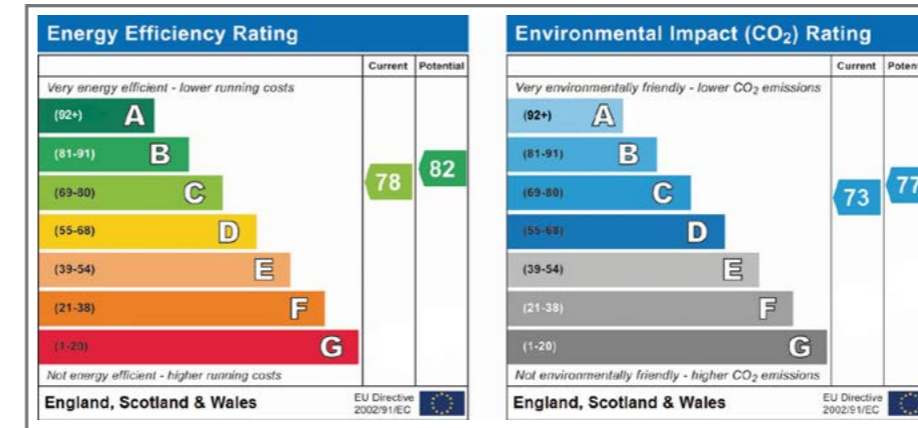 Energy Efficiency Rating
Current Potential
Very energy efficient - lower running costs
(92+) A
(81-91) B
(69-80) C
(55-68) D
(39-54) E
(21-38) F
(1-20) G
78
82
Not energy efficient - higher running costs
England, Scotland & Wales
EU Directive
2002/91/EC
Environmental Impact (CO₂) Rating
Current Poten
Very environmentally friendly - lower CO₂ emissions
(92+) A
(81-91) B
(69-80) C
(55-68) D
(39-54) E
(21-38) F
(1-20) G
73
77
Not environmentally friendly - higher CO₂ emissions
England, Scotland & Wales
EU Directive
2002/91/EC